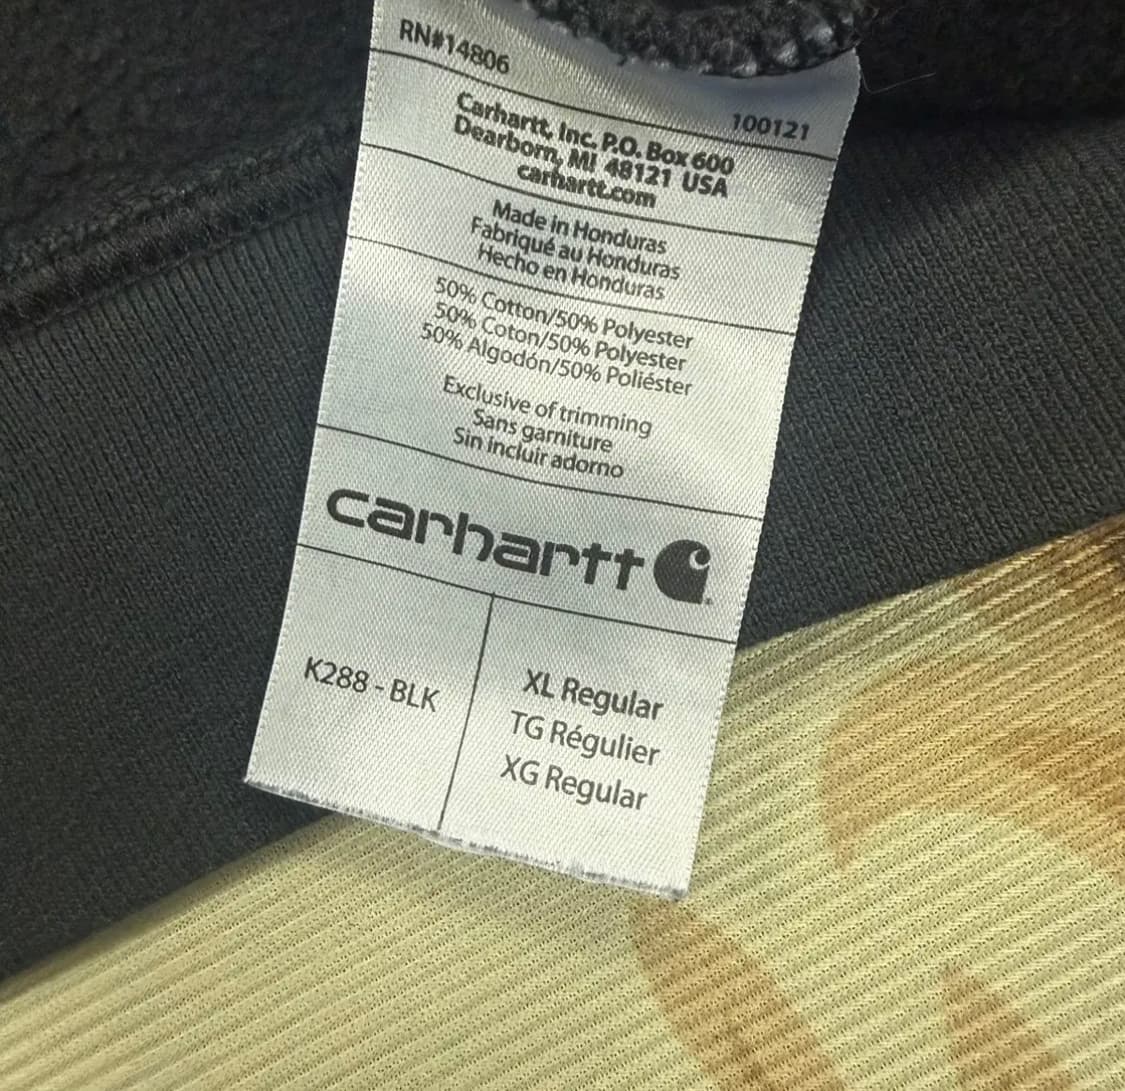 RN#14806
100121
Carhartt, Inc. P.O. Box 600
Dearborn, MI 48121 USA
carhartt.com
Made in Honduras
Fabriqué au Honduras
Hecho en Honduras
50% Cotton/50% Polyester
50% Coton/50% Polyester
50% Algodón/50% Poliéster
Exclusive of trimming
Sans garniture
Sin incluir adorno
carhartt
K288 - BLK
XL Regular
TG Régulier
XG Regular